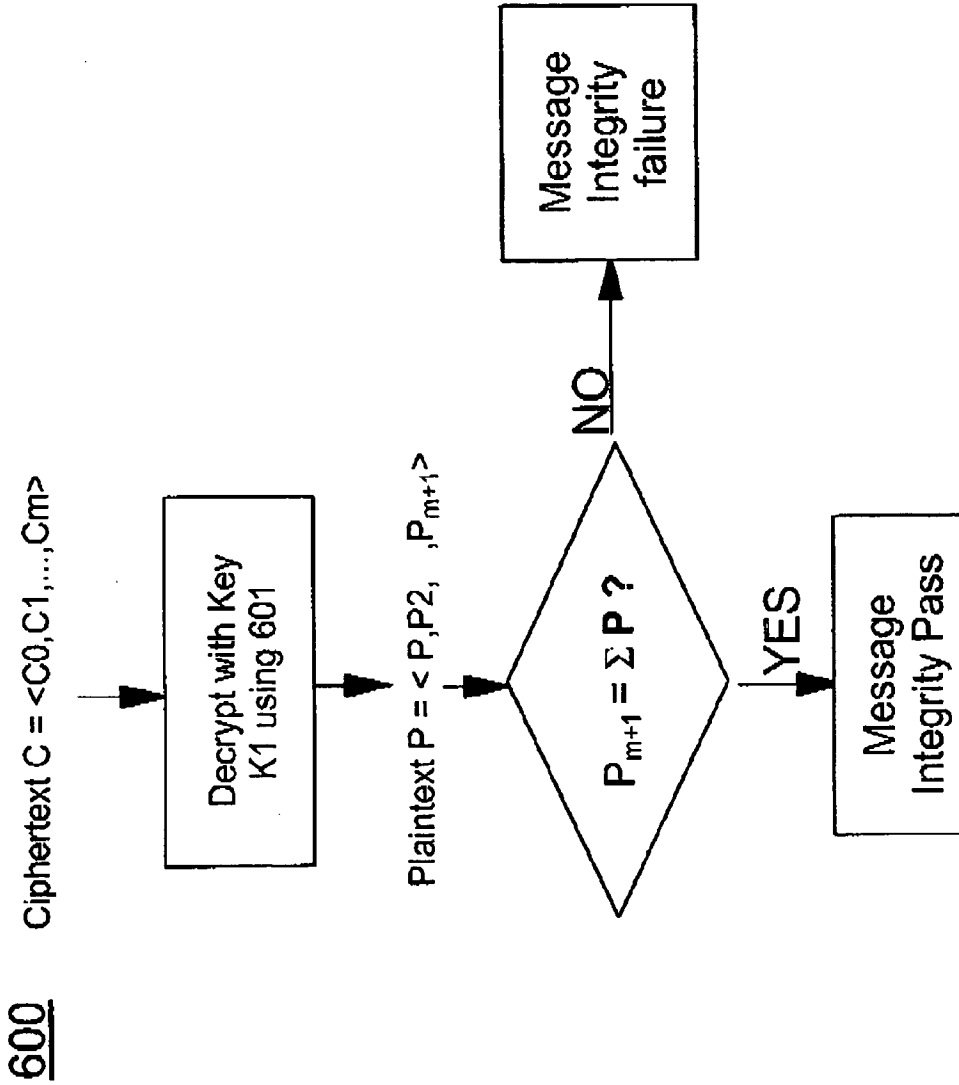 600
Ciphertext C = <C0,C1,...,Cm>
Decrypt with Key
K1 using 601
Plaintext P = < P,P2, ,Pm+1>
Pm+1 = Σ P ?
NO
Message
Integrity
failure
YES
Message
Integrity Pass